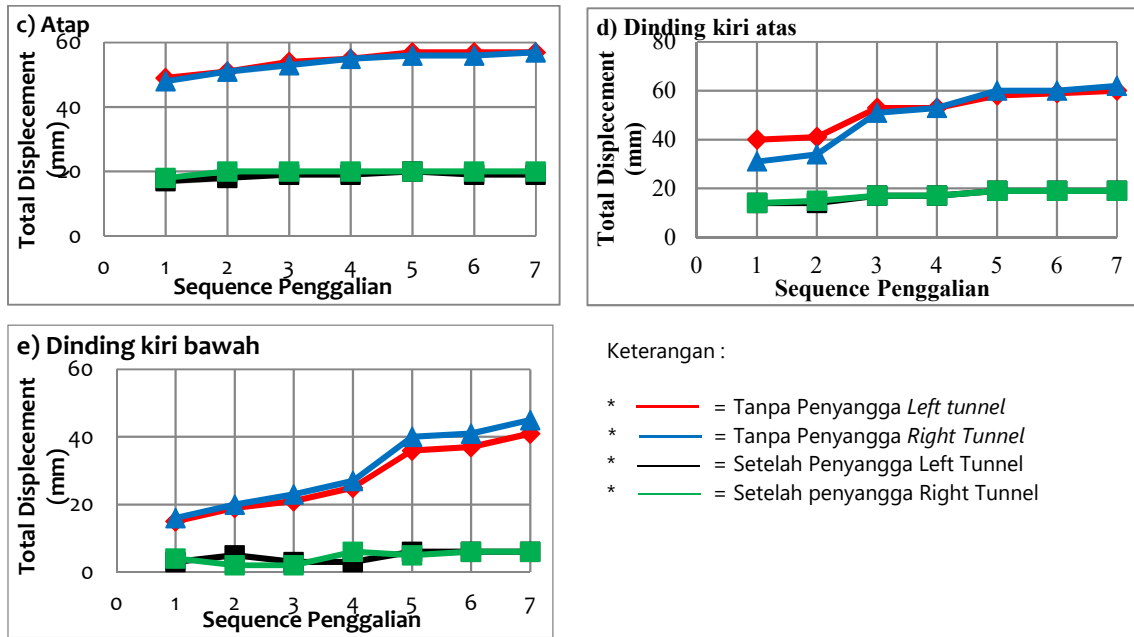 c) Atap
Total Displecement
(mm)
60
40
20
0
0 1 2 3 4 5 6 7
Sequence Penggalian
d) Dinding kiri atas
Total Displecement
(mm)
80
60
40
20
0
0 1 2 3 4 5 6 7
Sequence Penggalian
e) Dinding kiri bawah
Total Displecement
(mm)
60
40
20
0
0 1 2 3 4 5 6 7
Sequence Penggalian
Keterangan :
* = Tanpa Penyangga Left tunnel
* = Tanpa Penyangga Right Tunnel
* = Setelah Penyangga Left Tunnel
* = Setelah penyangga Right Tunnel